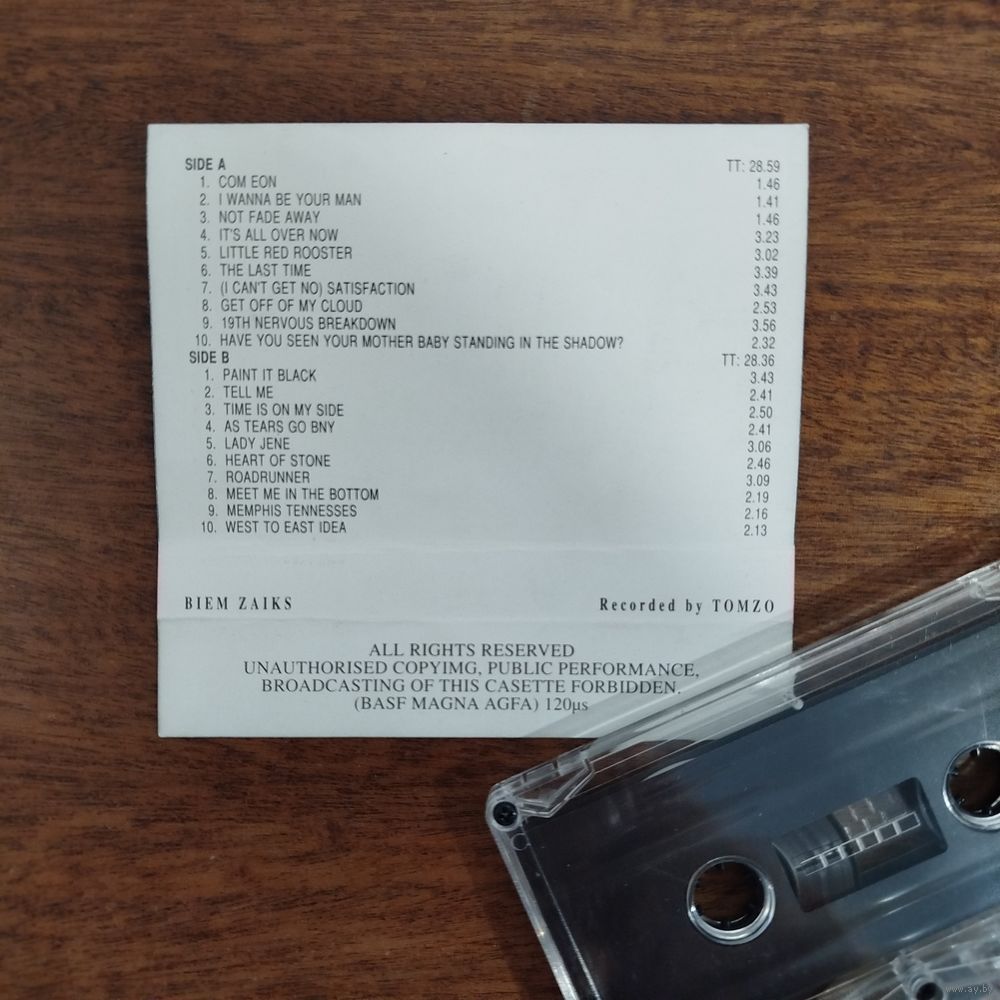 SIDE A TT: 28.59
1. COM EON 1.46
2. I WANNA BE YOUR MAN 1.41
3. NOT FADE AWAY 1.46
4. IT'S ALL OVER NOW 3.23
5. LITTLE RED ROOSTER 3.02
6. THE LAST TIME 3.39
7. (I CAN'T GET NO) SATISFACTION 3.43
8. GET OFF OF MY CLOUD 2.53
9. 19TH NERVOUS BREAKDOWN 3.56
10. HAVE YOU SEEN YOUR MOTHER BABY STANDING IN THE SHADOW? 2.32
SIDE B TT: 28.36
1. PAINT IT BLACK 3.43
2. TELL ME 2.41
3. TIME IS ON MY SIDE 2.50
4. AS TEARS GO BNY 2.41
5. LADY JENE 3.06
6. HEART OF STONE 2.46
7. ROADRUNNER 3.09
8. MEET ME IN THE BOTTOM 2.19
9. MEMPHIS TENNESSES 2.16
10. WEST TO EAST IDEA 2.13
BIEM ZAIKS Recorded by TOMZO
ALL RIGHTS RESERVED
UNAUTHORISED COPYIMG, PUBLIC PERFORMANCE,
BROADCASTING OF THIS CASETTE FORBIDDEN.
(BASF MAGNA AGFA) 120µs
www.ay.by